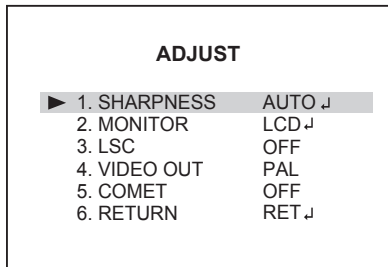 ADJUST
► 1. SHARPNESS AUTO ↵
2. MONITOR LCD ↵
3. LSC OFF
4. VIDEO OUT PAL
5. COMET OFF
6. RETURN RET ↵